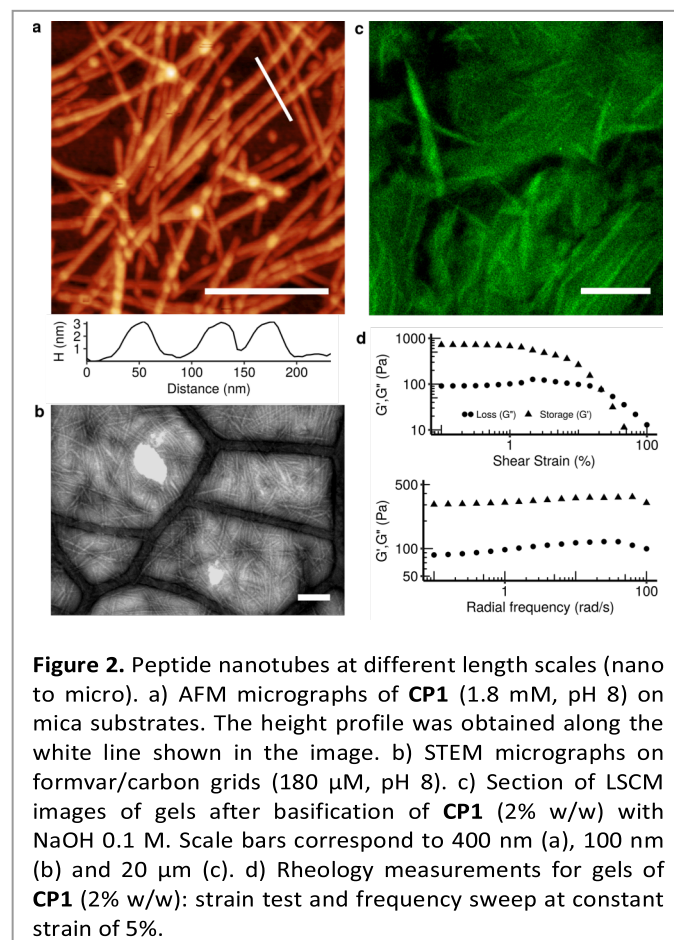 a
c
H (nm)
3
2
1
0
50
100
150
200
Distance (nm)
b
d
G',G" (Pa)
1000
100
10
Loss (G") Storage (G')
1
100
Shear Strain (%)
G',G" (Pa)
500
100
50
1
100
Radial frequency (rad/s)
Figure 2. Peptide nanotubes at different length scales (nano
to micro). a) AFM micrographs of CP1 (1.8 mM, pH 8) on
mica substrates. The height profile was obtained along the
white line shown in the image. b) STEM micrographs on
formvar/carbon grids (180 µM, pH 8). c) Section of LSCM
images of gels after basification of CP1 (2% w/w) with
NaOH 0.1 M. Scale bars correspond to 400 nm (a), 100 nm
(b) and 20 µm (c). d) Rheology measurements for gels of
CP1 (2% w/w): strain test and frequency sweep at constant
strain of 5%.